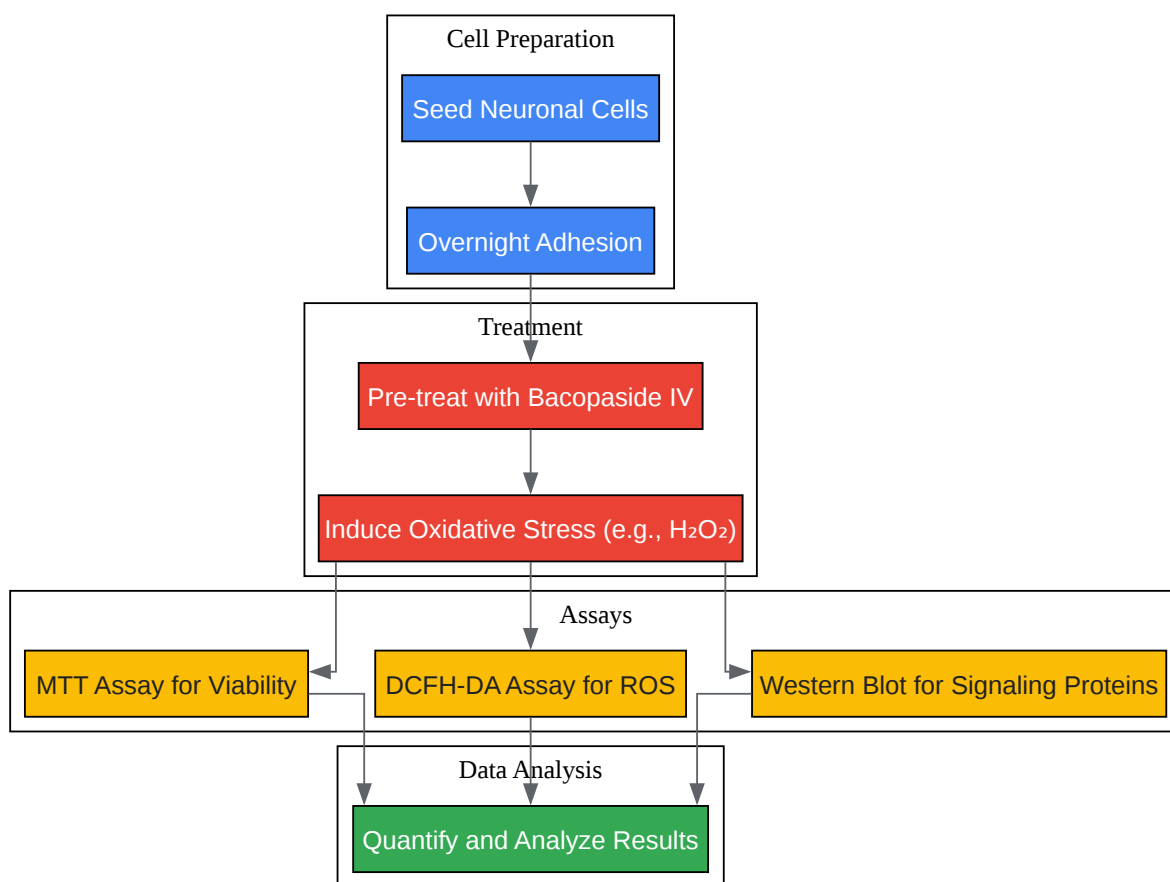 Cell Preparation
Seed Neuronal Cells
Overnight Adhesion
Treatment
Pre-treat with Bacopaside IV
Induce Oxidative Stress (e.g., H₂O₂)
Assays
MTT Assay for Viability
DCFH-DA Assay for ROS
Western Blot for Signaling Proteins
Data Analysis
Quantify and Analyze Results